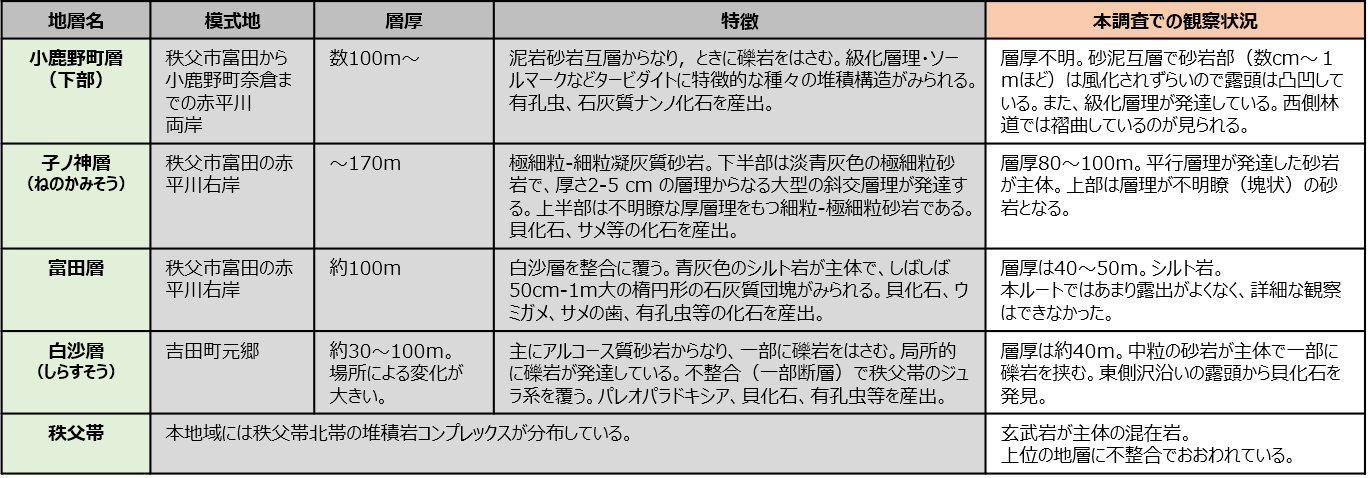 地層名
模式地
層厚
特徴
本調査での観察状況
小鹿野町層
（下部）
秩父市富田から
小鹿野町奈倉ま
での赤平川
両岸
数100m～
泥岩砂岩互層からなり，ときに礫岩をはさむ。級化層理・ソー
ルマークなどタービダイトに特徴的な種々の堆積構造がみられる。
有孔虫、石灰質ナンノ化石を産出。
層厚不明。砂泥互層で砂岩部（数cm～１
mほど）は風化されずらいので露頭は凸凹して
いる。また、級化層理が発達している。西側林
道では褶曲しているのが見られる。
子ノ神層
（ねのかみそう）
秩父市富田の赤
平川右岸
～170m
極細粒-細粒凝灰質砂岩。下半部は淡青灰色の極細粒砂
岩で、厚さ2-5 cm の層理からなる大型の斜交層理が発達す
る。上半部は不明瞭な厚層理をもつ細粒-極細粒砂岩である。
貝化石、サメ等の化石を産出。
層厚80～100m。平行層理が発達した砂岩
が主体。上部は層理が不明瞭（塊状）の砂
岩となる。
富田層
秩父市富田の赤
平川右岸
約100m
白沙層を整合に覆う。青灰色のシルト岩が主体で、しばしば
50cm-1m大の楕円形の石灰質団塊がみられる。貝化石、ウ
ミガメ、サメの歯、有孔虫等の化石を産出。
層厚は40～50m。シルト岩。
本ルートではあまり露出がよくなく、詳細な観察
はできなかった。
白沙層
（しらすそう）
吉田町元郷
約30～100m。
場所による変化が
大きい。
主にアルコース質砂岩からなり、一部に礫岩をはさむ。局所的
に礫岩が発達している。不整合（一部断層）で秩父帯のジュ
ラ系を覆う。パレオパラドキシア、貝化石、有孔虫等を産出。
層厚は約40m。中粒の砂岩が主体で一部に
礫岩を挟む。東側沢沿いの露頭から貝化石を
発見。
秩父帯
本地域には秩父帯北帯の堆積岩コンプレックスが分布している。
玄武岩が主体の混在岩。
上位の地層に不整合でおおわれている。